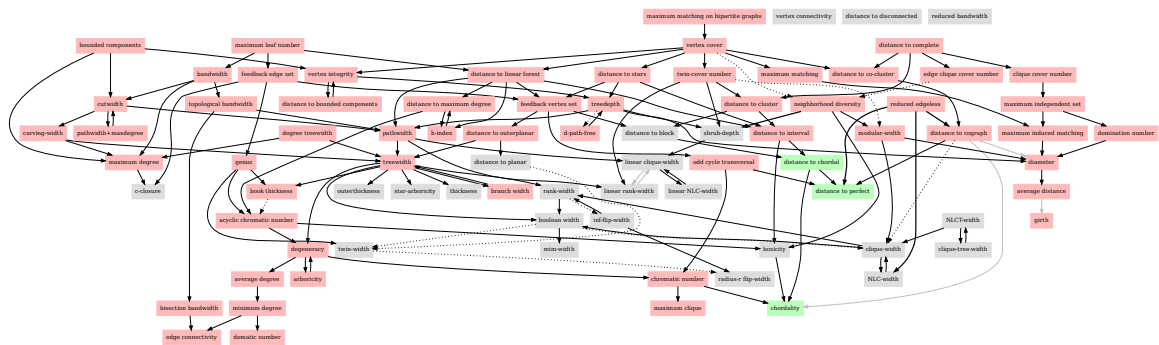 maximum matching on bipartite graphs
vertex connectivity
distance to disconnected
reduced bandwidth
bounded components
maximum leaf number
vertex cover
distance to complete
bandwidth
feedback edge set
vertex integrity
distance to linear forest
distance to stars
twin-cover number
maximum matching
distance to co-cluster
edge clique cover number
clique cover number
cutwidth
topological bandwidth
distance to bounded components
distance to maximum degree
feedback vertex set
treedepth
distance to cluster
neighborhood diversity
reduced edgeless
maximum independent set
carving-width
pathwidth+maxdegree
degree treewidth
pathwidth
h-index
distance to outerplanar
d-path-free
distance to block
shrub-depth
distance to interval
modular-width
distance to cograph
maximum induced matching
domination number
maximum degree
genus
treewidth
distance to planar
linear clique-width
odd cycle transversal
distance to chordal
diameter
c-closure
book thickness
outerthickness
star-arboricity
thickness
branch width
rank-width
linear rank-width
linear NLC-width
distance to perfect
average distance
acyclic chromatic number
boolean width
inf-flip-width
NLCT-width
girth
degeneracy
twin-width
mim-width
boxicity
clique-width
clique-tree-width
average degree
arboricity
chromatic number
radius-r flip-width
NLC-width
bisection bandwidth
minimum degree
maximum clique
chordality
edge connectivity
domatic number